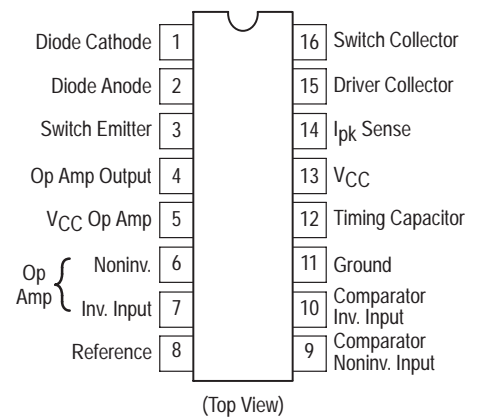 Diode Cathode 1 16 Switch Collector
Diode Anode 2 15 Driver Collector
Switch Emitter 3 14 Ipk Sense
Op Amp Output 4 13 VCC
VCC Op Amp 5 12 Timing Capacitor
Op Amp { Noninv. 6 11 Ground
Inv. Input 7 10 Comparator Inv. Input
Reference 8 9 Comparator Noninv. Input
(Top View)